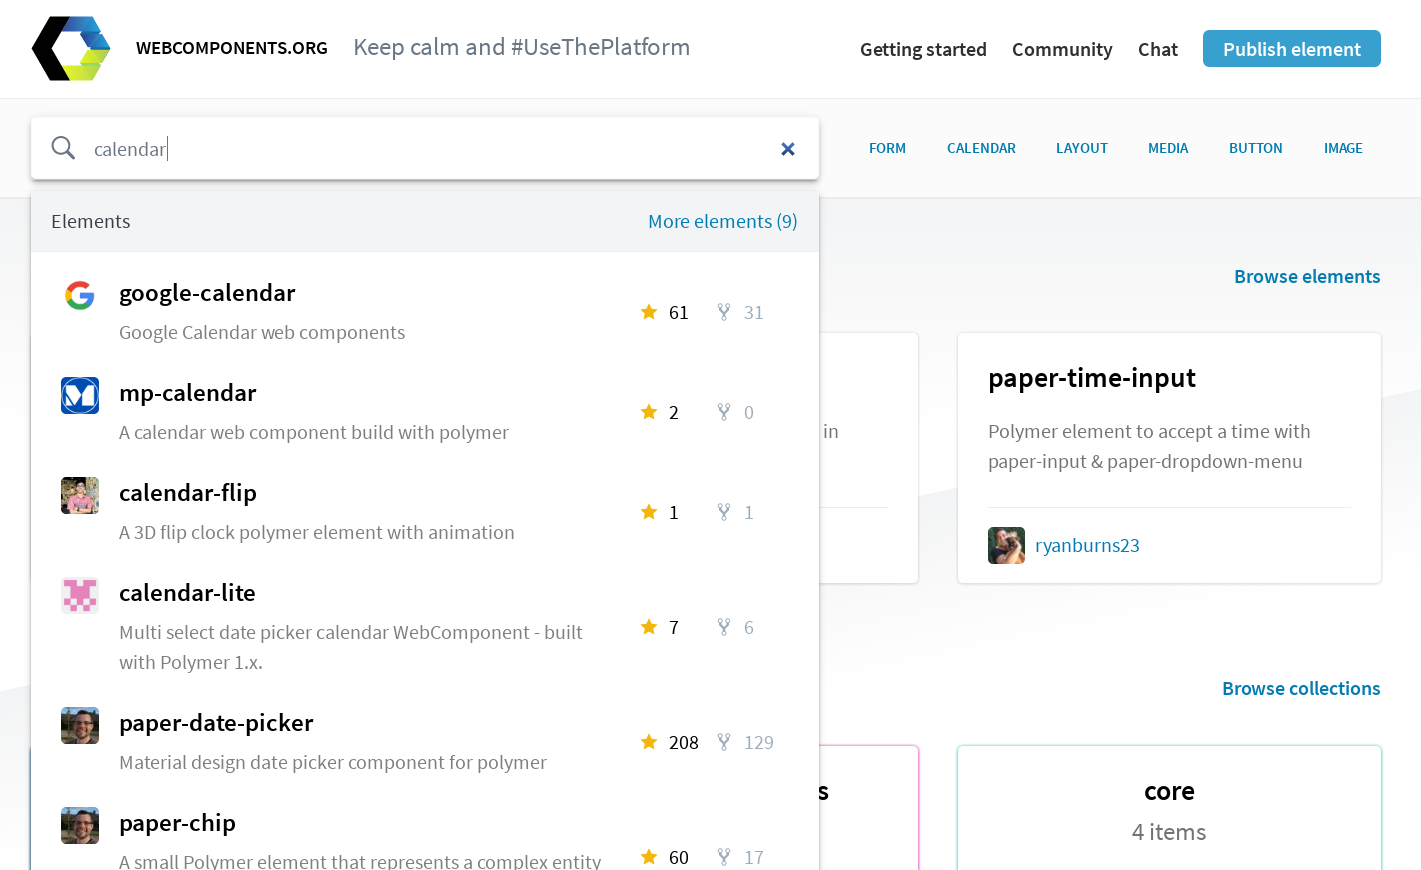 WEBCOMPONENTS.ORG
Keep calm and #UseThePlatform
Getting started
Community
Chat
Publish element
calendar
FORM
CALENDAR
LAYOUT
MEDIA
BUTTON
IMAGE
Elements
More elements (9)
google-calendar
Google Calendar web components
61
31
mp-calendar
A calendar web component build with polymer
2
0
calendar-flip
A 3D flip clock polymer element with animation
1
1
calendar-lite
Multi select date picker calendar WebComponent - built
with Polymer 1.x.
7
6
paper-date-picker
Material design date picker component for polymer
208
129
paper-chip
A small Polymer element that represents a complex entity
60
17
Browse elements
in
paper-time-input
Polymer element to accept a time with
paper-input & paper-dropdown-menu
ryanburns23
Browse collections
s
core
4 items